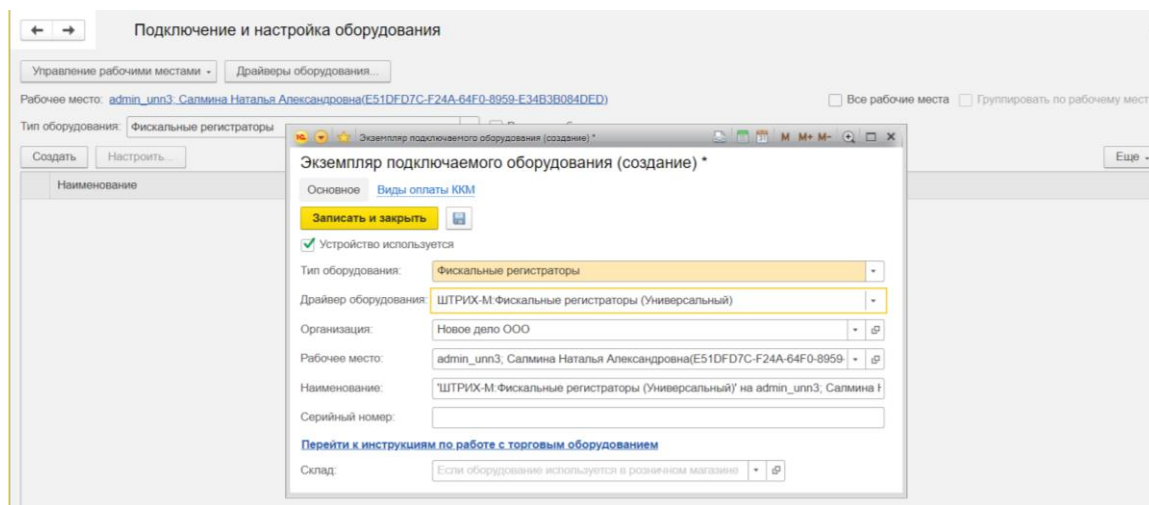 Подключение и настройка оборудования
Управление рабочими местами
Драйверы оборудования...
Рабочее место: admin_unn3; Салмина Наталья Александровна(E51DFD7C-F24A-64F0-8959-E34B3B084DED)
Все рабочие места
Группировать по рабочему мест
Тип оборудования: Фискальные регистраторы
Создать
Настроить...
Еще
Наименование
Экземпляр подключаемого оборудования (создание) *
M M+ M-
Экземпляр подключаемого оборудования (создание) *
Основное
Виды оплаты ККМ
Записать и закрыть
Устройство используется
Тип оборудования: Фискальные регистраторы
Драйвер оборудования: ШТРИХ-М:Фискальные регистраторы (Универсальный)
Организация: Новое дело ООО
Рабочее место: admin_unn3; Салмина Наталья Александровна(E51DFD7C-F24A-64F0-8959-
Наименование: 'ШТРИХ-М:Фискальные регистраторы (Универсальный)' на admin_unn3; Салмина Н
Серийный номер:
Перейти к инструкциям по работе с торговым оборудованием
Склад: Если оборудование используется в розничном магазине